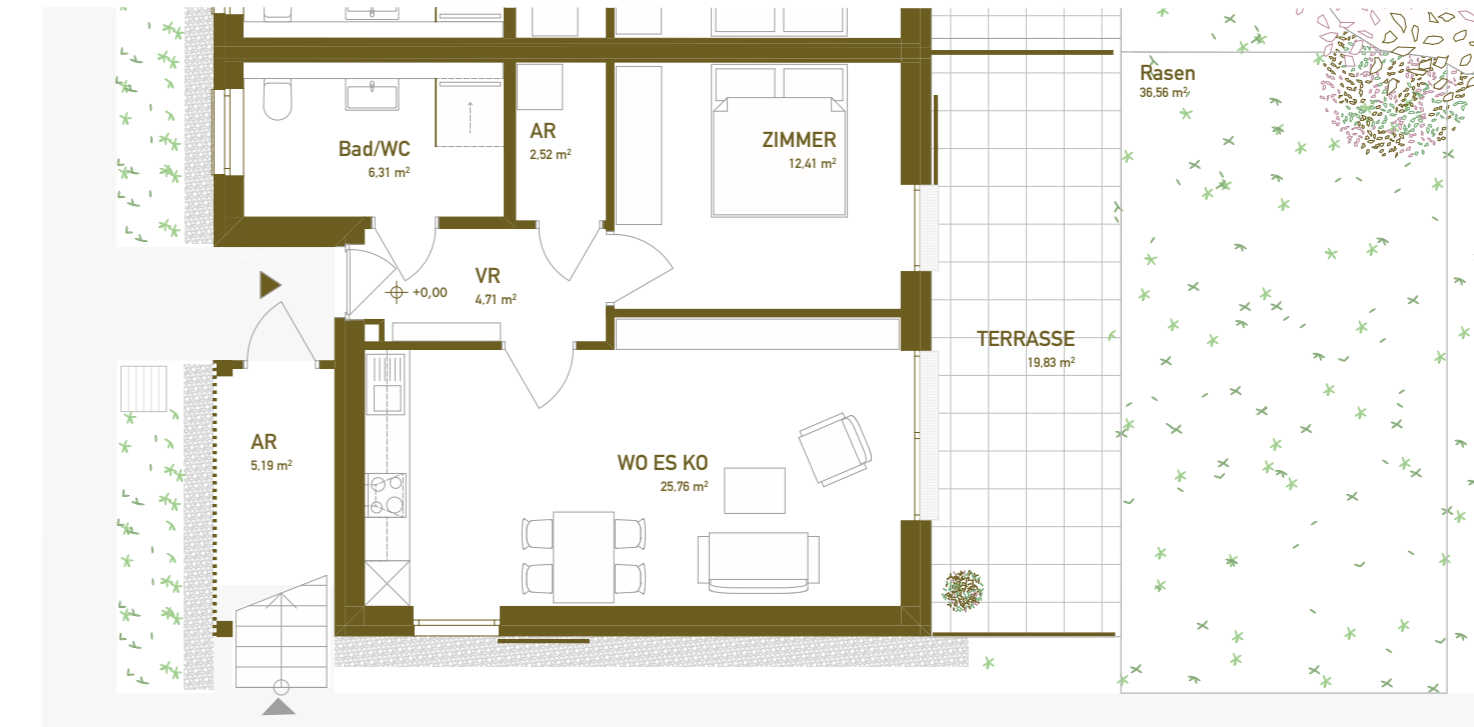 Rasen
36,56 m²
Bad/WC
6,31 m²
AR
2,52 m²
ZIMMER
12,41 m²
VR
4,71 m²
+0,00
TERRASSE
19,83 m²
AR
5,19 m²
WO ES KO
25,76 m²